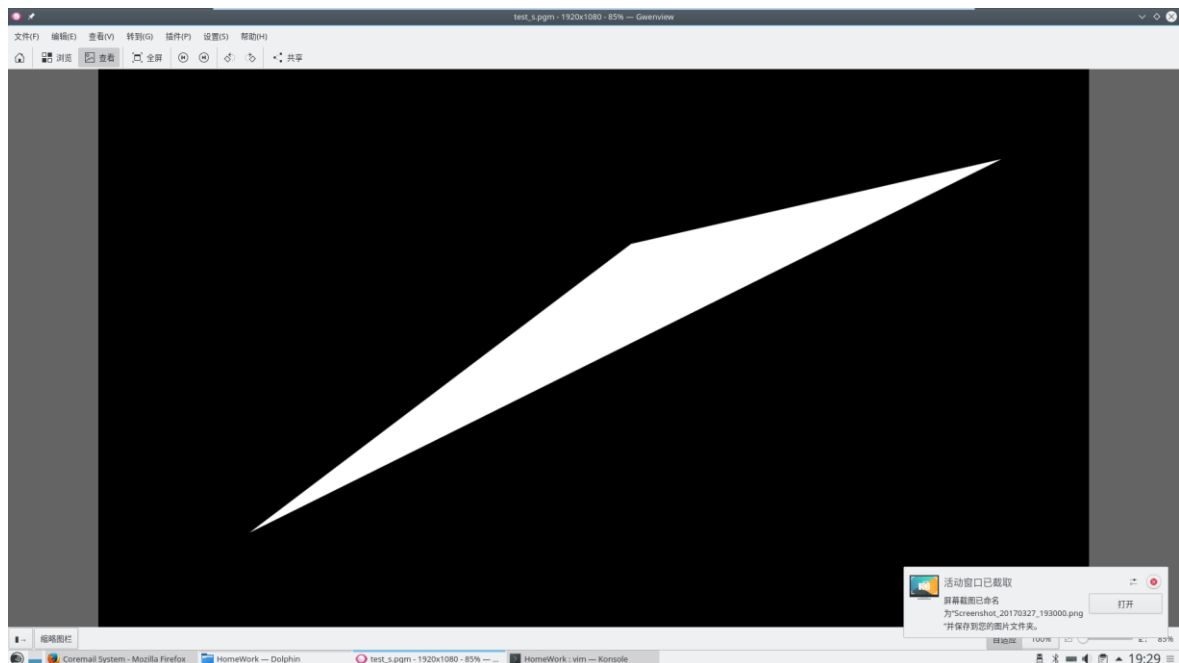 test_s.pgm - 1920x1080 - 85% — Gwenview
文件(F) 编辑(E) 查看(V) 转到(G) 插件(P) 设置(S) 帮助(H)
浏览 查看 全屏 共享
活动窗口已截取
屏幕截图已命名
为"Screenshot_20170327_193000.png
"并保存到您的图片文件夹。
打开
缩略图栏 自适应 100% 85%
Coremail System - Mozilla Firefox HomeWork — Dolphin test_s.pgm - 1920x1080 - 85% — ... HomeWork : vim — Konsole 19:29